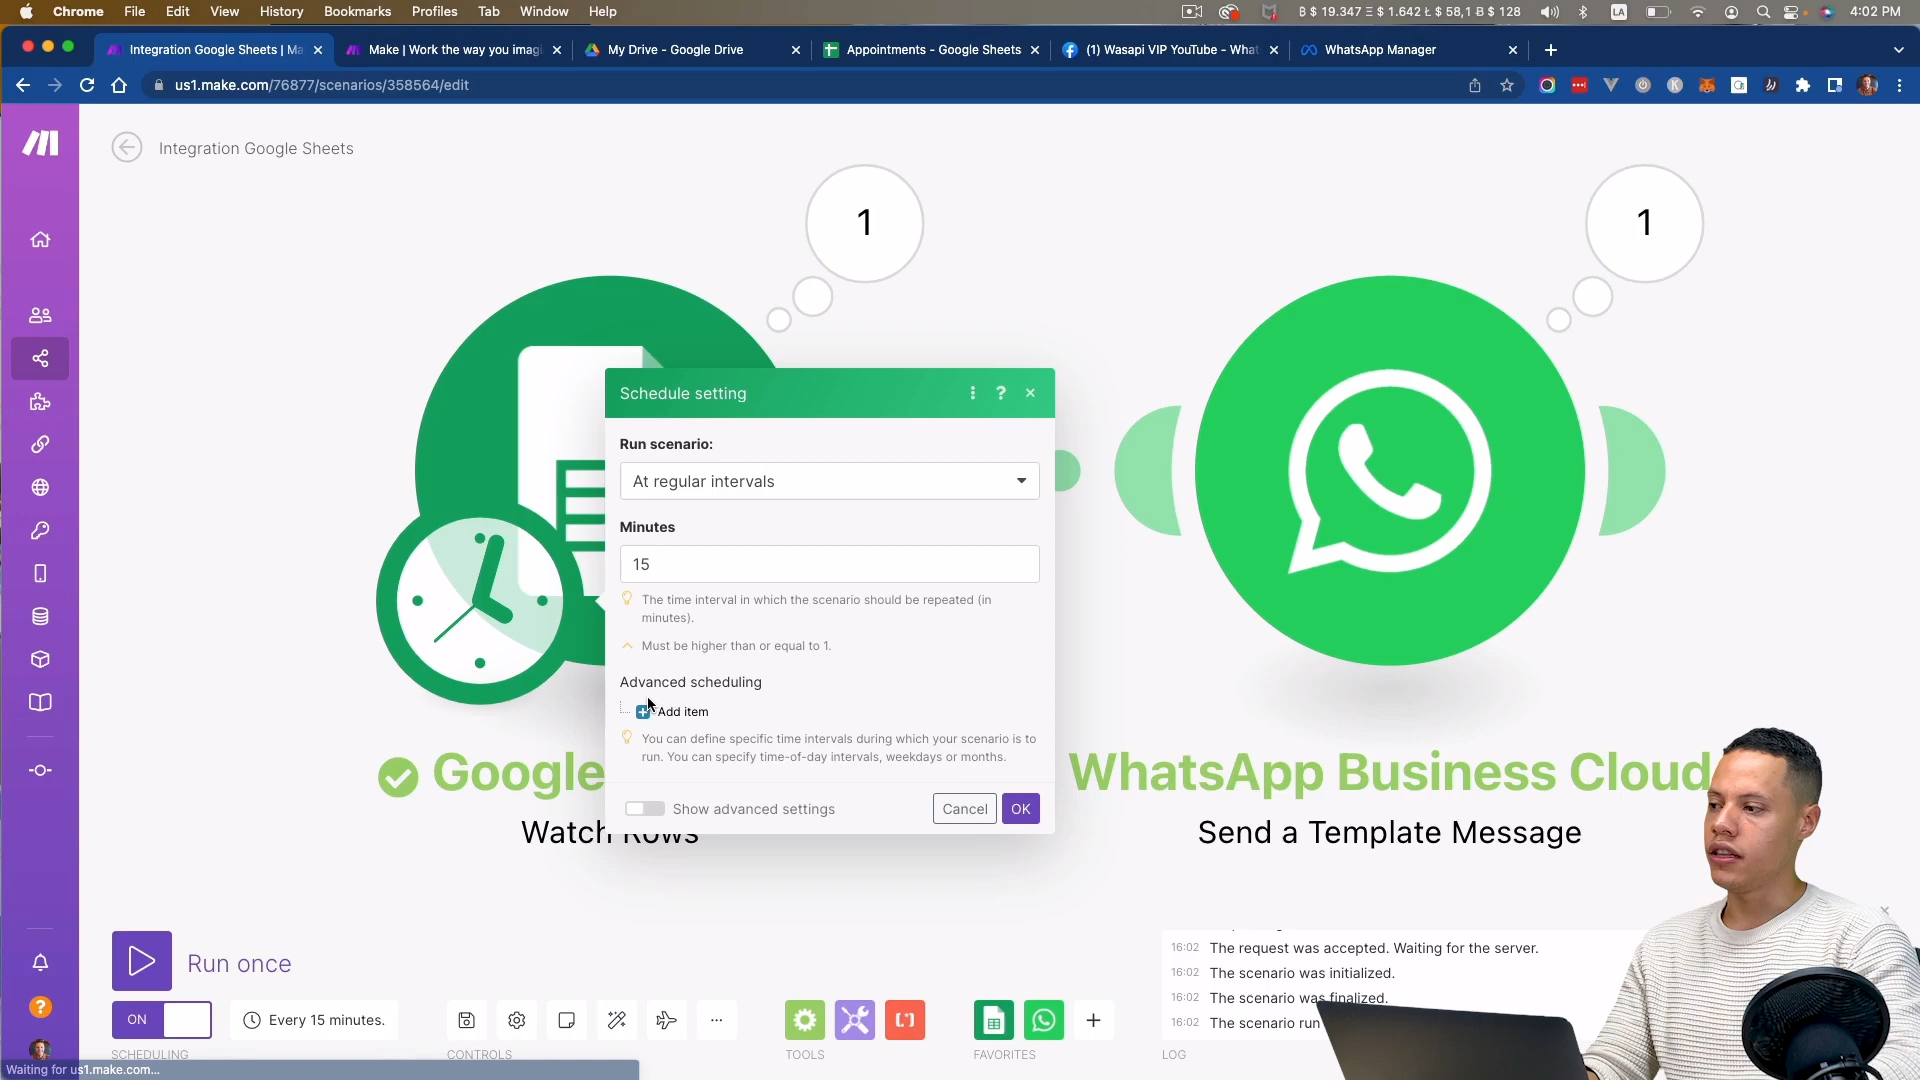 Chrome File Edit View History Bookmarks Profiles Tab Window Help
$ 19.347 Ξ $ 1.642 Ł $ 58,1 Ƀ $ 128 LA 4:02 PM
Integration Google Sheets | Ma
Make | Work the way you imagi
My Drive - Google Drive
Appointments - Google Sheets
(1) Wasapi VIP YouTube - What
WhatsApp Manager
us1.make.com/76877/scenarios/358564/edit
Integration Google Sheets
1
1
Schedule setting
Run scenario:
At regular intervals
Minutes
15
The time interval in which the scenario should be repeated (in
minutes).
Must be higher than or equal to 1.
Advanced scheduling
Add item
You can define specific time intervals during which your scenario is to
run. You can specify time-of-day intervals, weekdays or months.
Show advanced settings
Cancel OK
Google
Watch Rows
WhatsApp Business Cloud
Send a Template Message
Run once
ON
Every 15 minutes.
SCHEDULING
CONTROLS
TOOLS
FAVORITES
16:02 The request was accepted. Waiting for the server.
16:02 The scenario was initialized.
16:02 The scenario was finalized.
16:02 The scenario run
LOG
Waiting for us1.make.com...